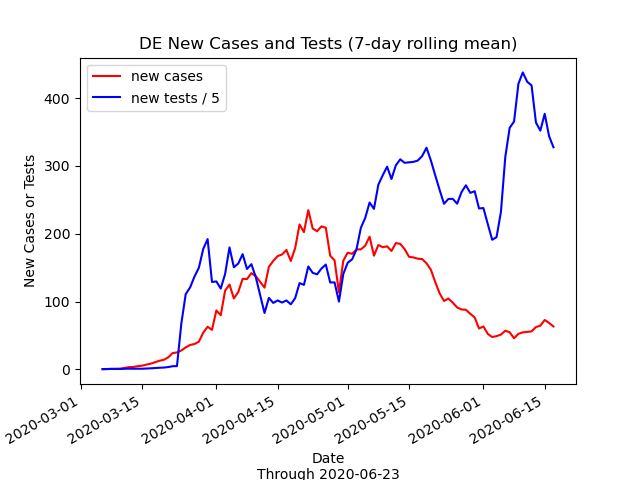 DE New Cases and Tests (7-day rolling mean)
new cases
new tests / 5
New Cases or Tests
400
300
200
100
0
2020-03-01
2020-03-15
2020-04-01
2020-04-15
2020-05-01
2020-05-15
2020-06-01
2020-06-15
Date
Through 2020-06-23